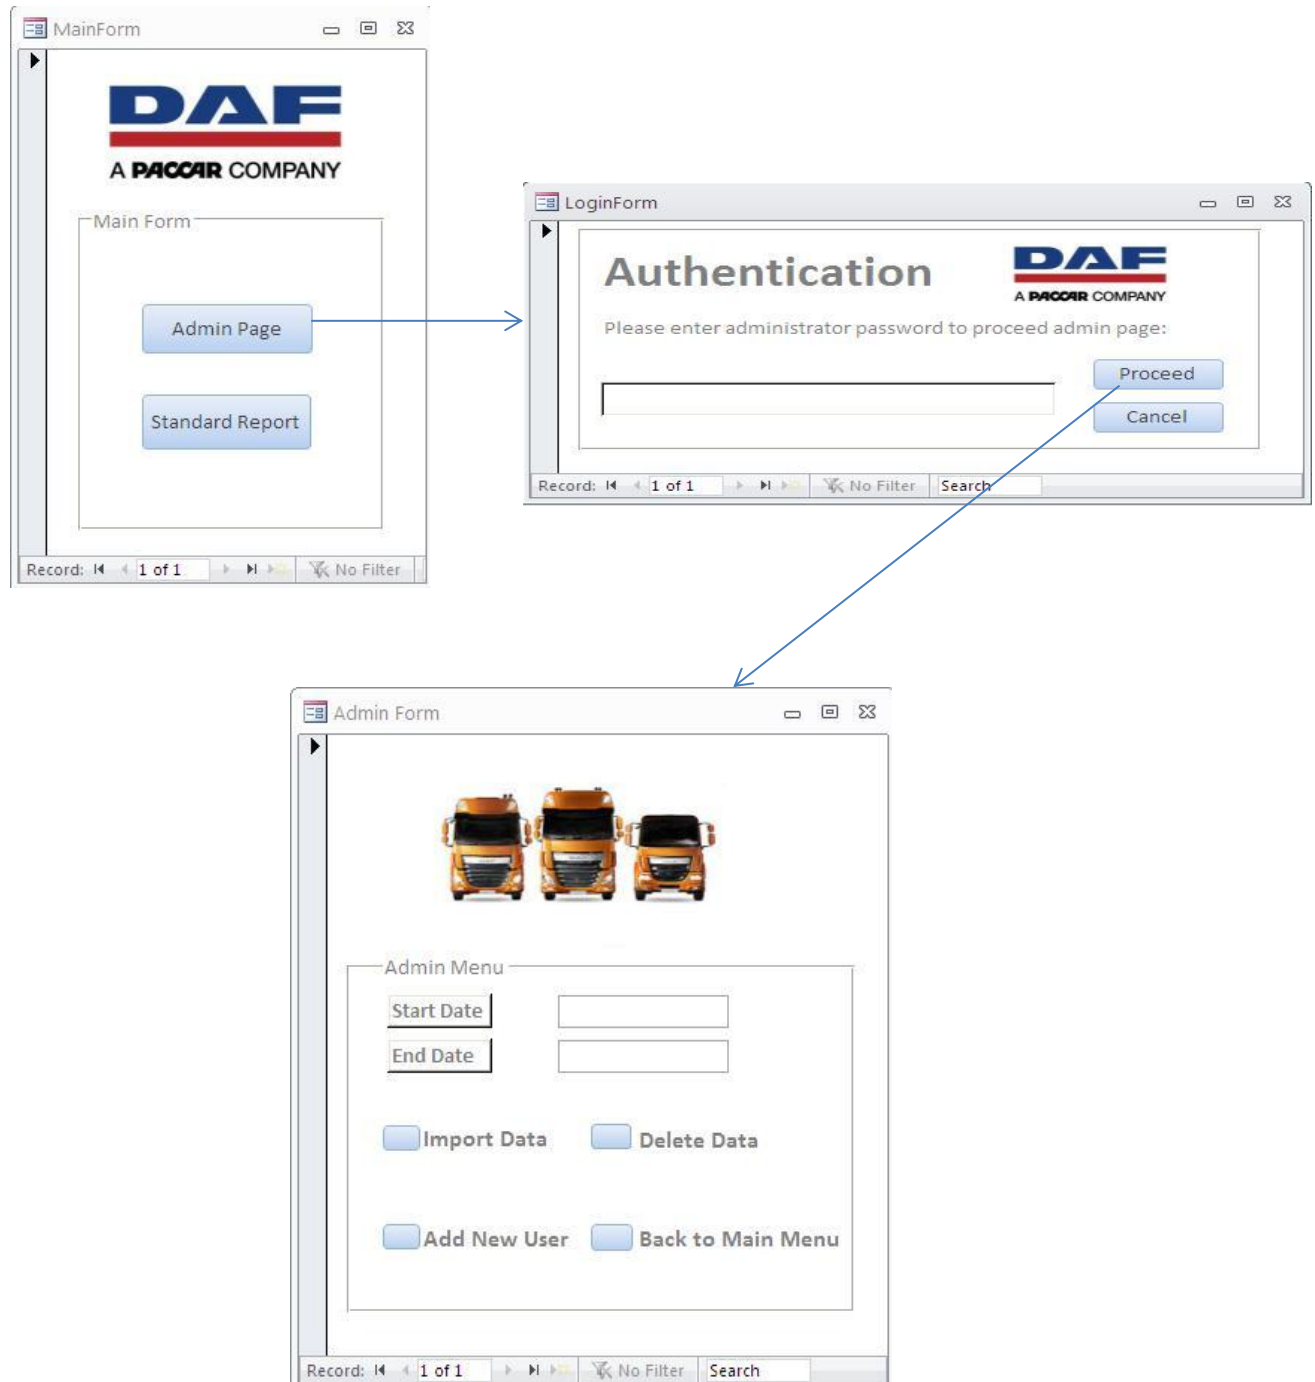 MainForm
DAF
A PACCAR COMPANY
Main Form
Admin Page
Standard Report
Record: 1 of 1 No Filter
LoginForm
Authentication
DAF
A PACCAR COMPANY
Please enter administrator password to proceed admin page:
Proceed
Cancel
Record: 1 of 1 No Filter Search
Admin Form
Admin Menu
Start Date
End Date
Import Data Delete Data
Add New User Back to Main Menu
Record: 1 of 1 No Filter Search